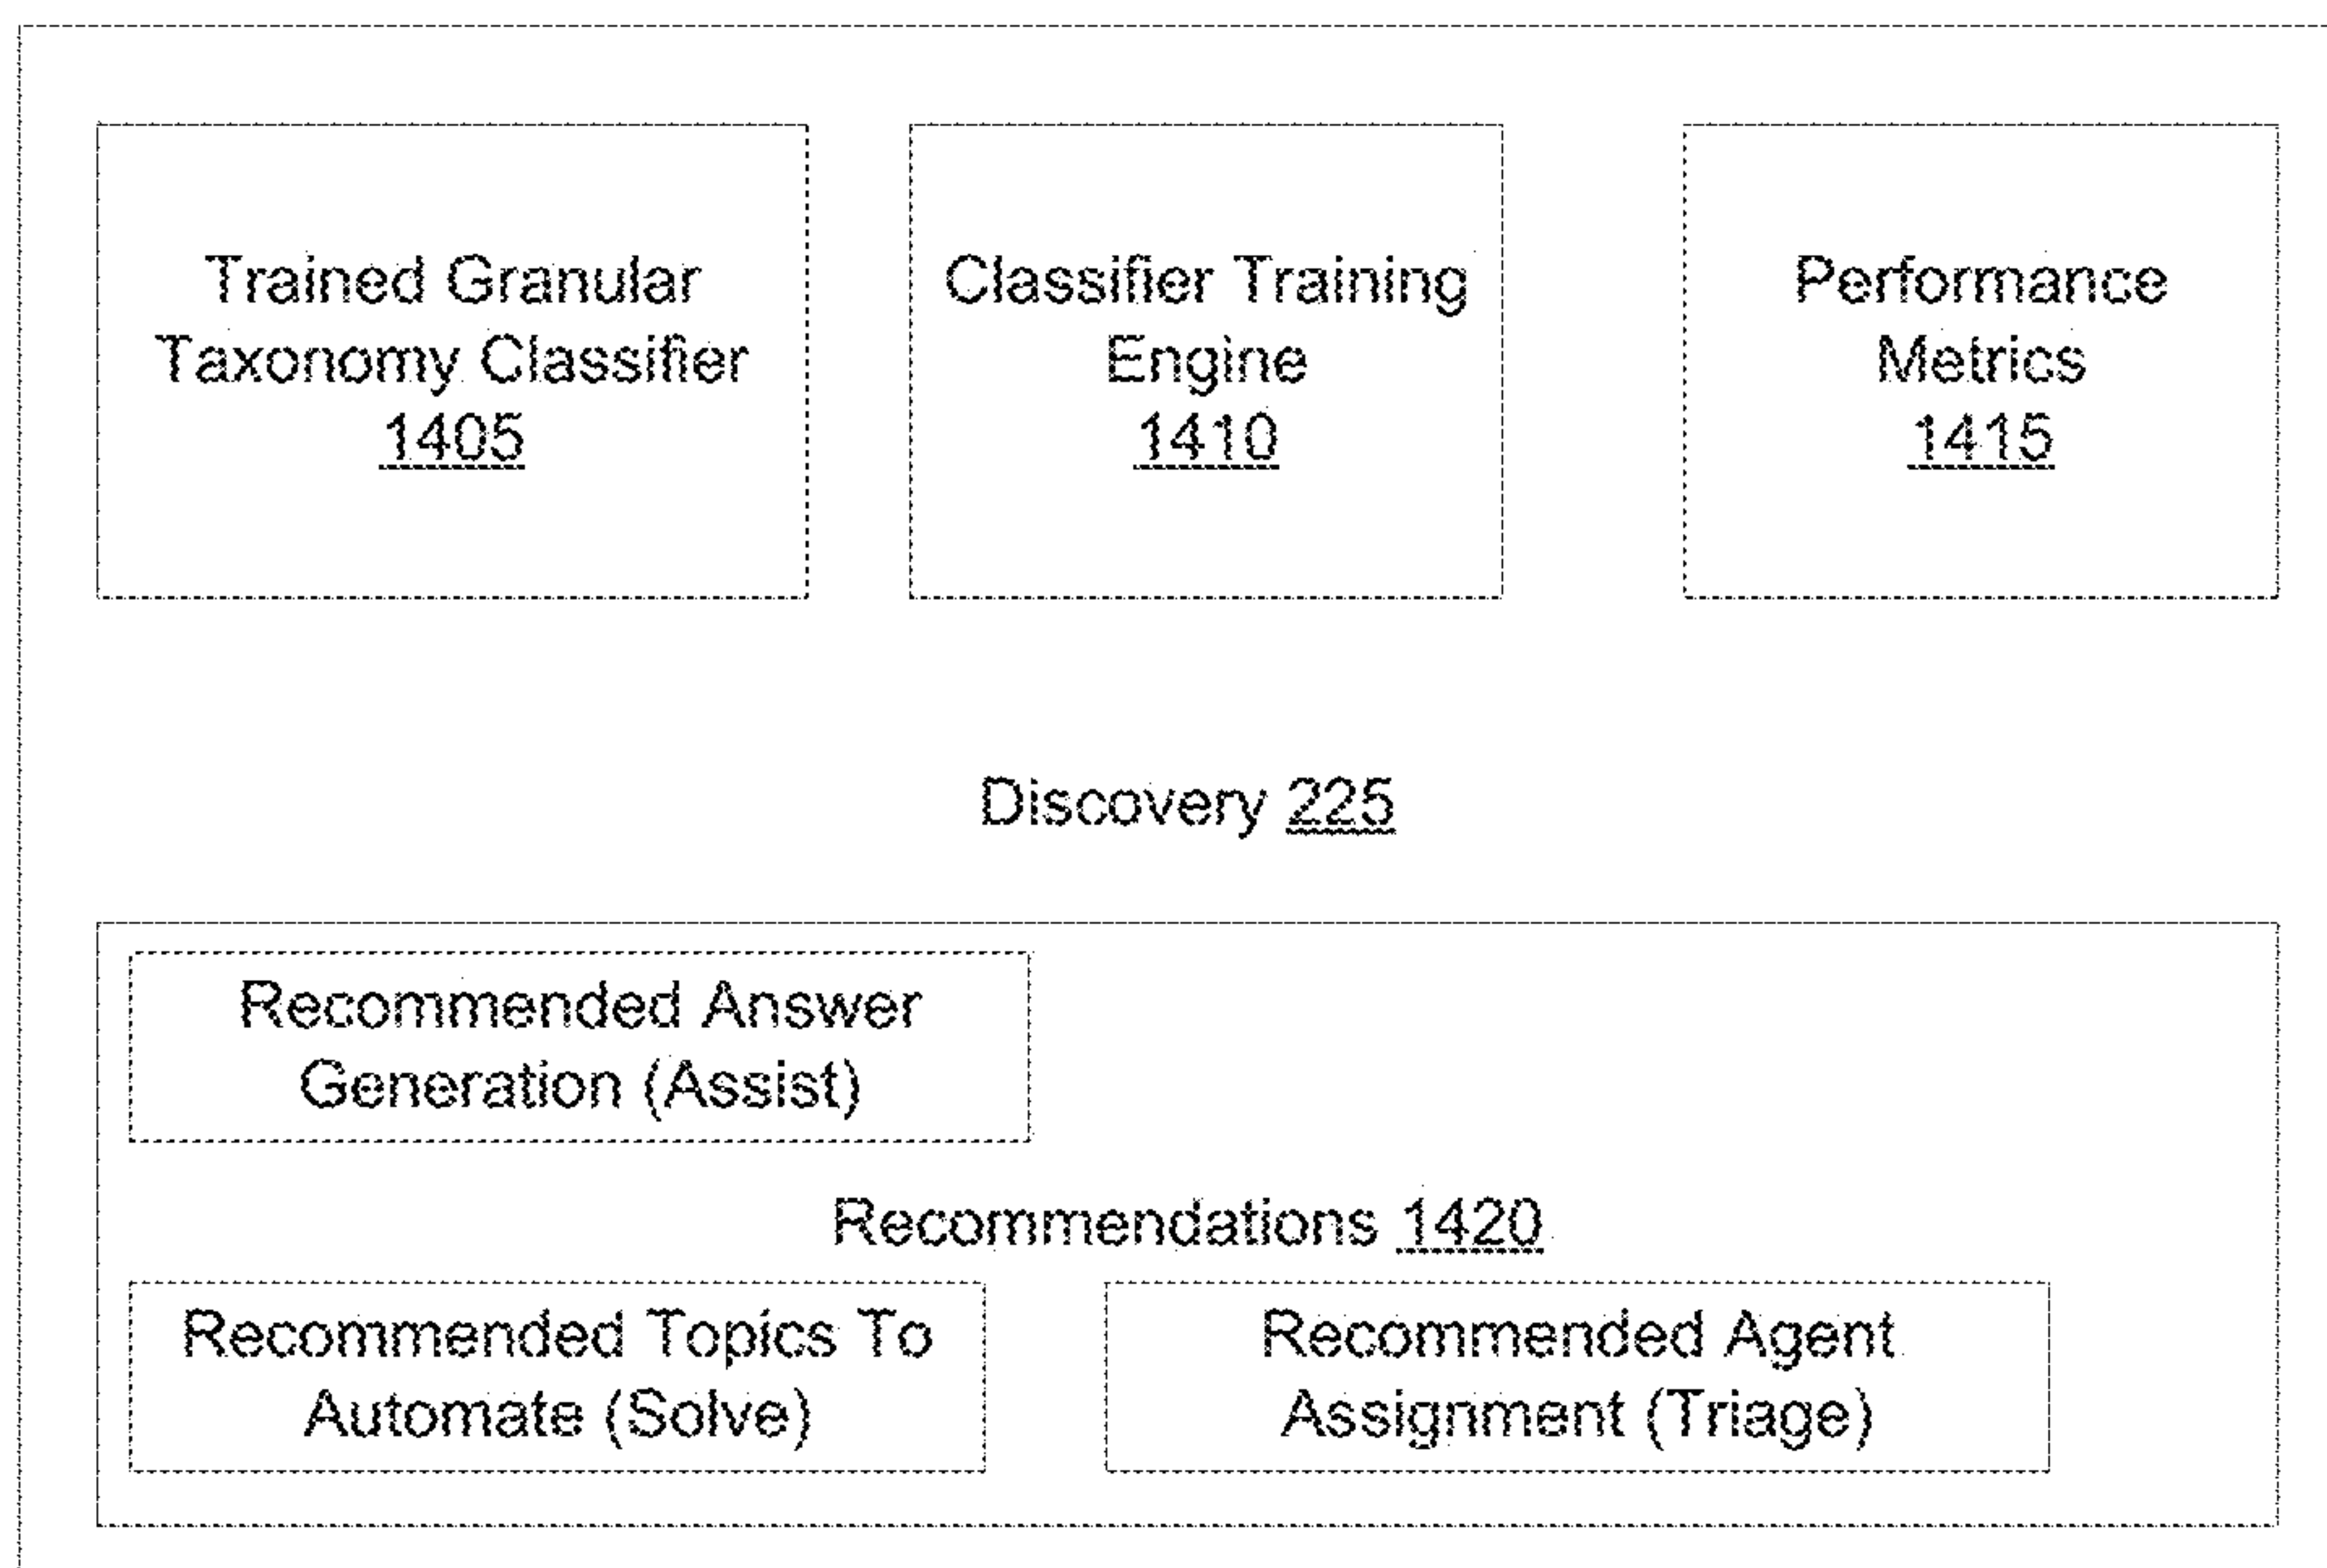 Trained Granular
Taxonomy Classifier
1405
Classifier Training
Engine
1410
Performance
Metrics
1415
Discovery 225
Recommended Answer
Generation (Assist)
Recommendations 1420
Recommended Topics To
Automate (Solve)
Recommended Agent
Assignment (Triage)